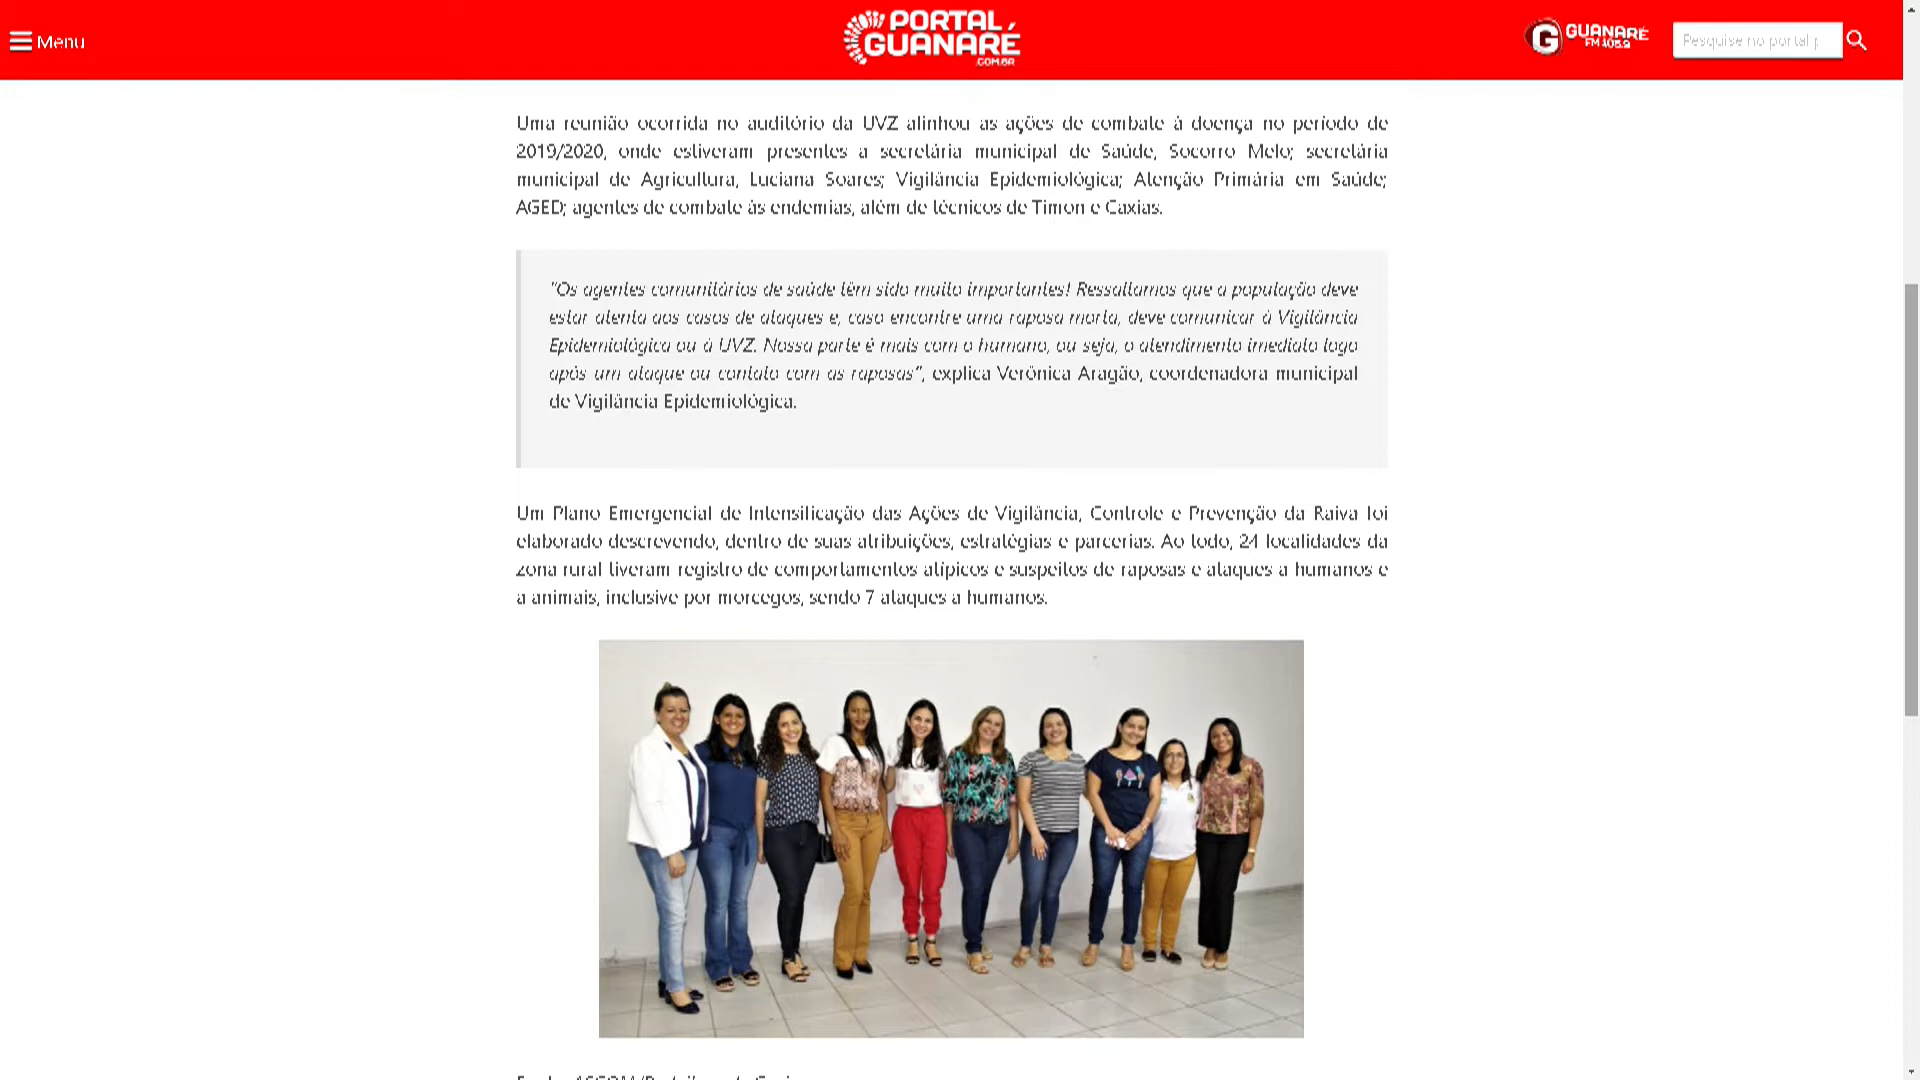 Menu
PORTAL
GUANARÉ
.COM.BR
GUANARÉ
FM 105.9
Pesquise no portal
Uma reunião ocorrida no auditório da UVZ alinhou as ações de combate à doença no período de
2019/2020, onde estiveram presentes a secretária municipal de Saúde, Socorro Melo; secretária
municipal de Agricultura, Luciana Soares; Vigilância Epidemiológica; Atenção Primária em Saúde;
AGED; agentes de combate às endemias, além de técnicos de Timon e Caxias.
"Os agentes comunitários de saúde têm sido muito importantes! Ressaltamos que a população deve
estar atenta aos casos de ataques e, caso encontre uma raposa morta, deve comunicar à Vigilância
Epidemiológica ou à UVZ. Nossa parte é mais com o humano, ou seja, o atendimento imediato logo
após um ataque ou contato com as raposas", explica Verônica Aragão, coordenadora municipal
de Vigilância Epidemiológica.
Um Plano Emergencial de Intensificação das Ações de Vigilância, Controle e Prevenção da Raiva foi
elaborado descrevendo, dentro de suas atribuições, estratégias e parcerias. Ao todo, 24 localidades da
zona rural tiveram registro de comportamentos atípicos e suspeitos de raposas e ataques a humanos e
a animais, inclusive por morcegos, sendo 7 ataques a humanos.